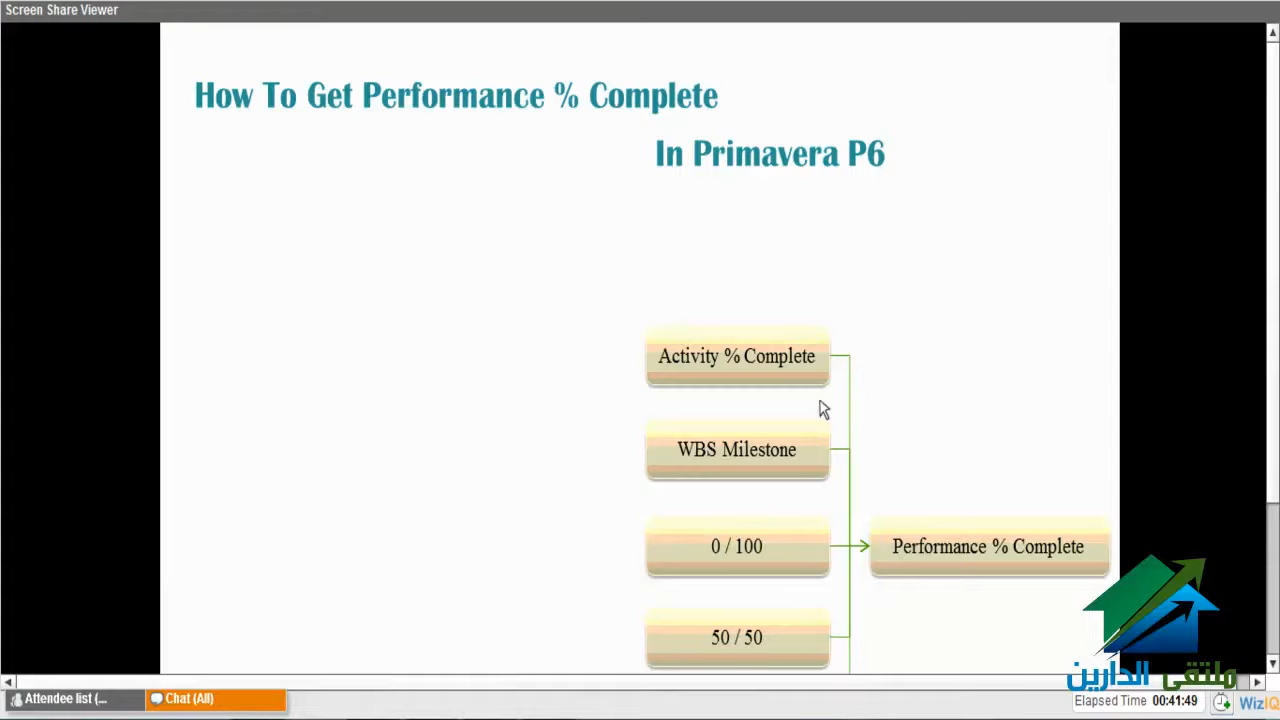 Screen Share Viewer
How To Get Performance % Complete
In Primavera P6
Activity % Complete
WBS Milestone
0 / 100
Performance % Complete
50 / 50
ملتقى الدارين
Attendee list (...
Chat (All)
Elapsed Time 00:41:49
WizIQ